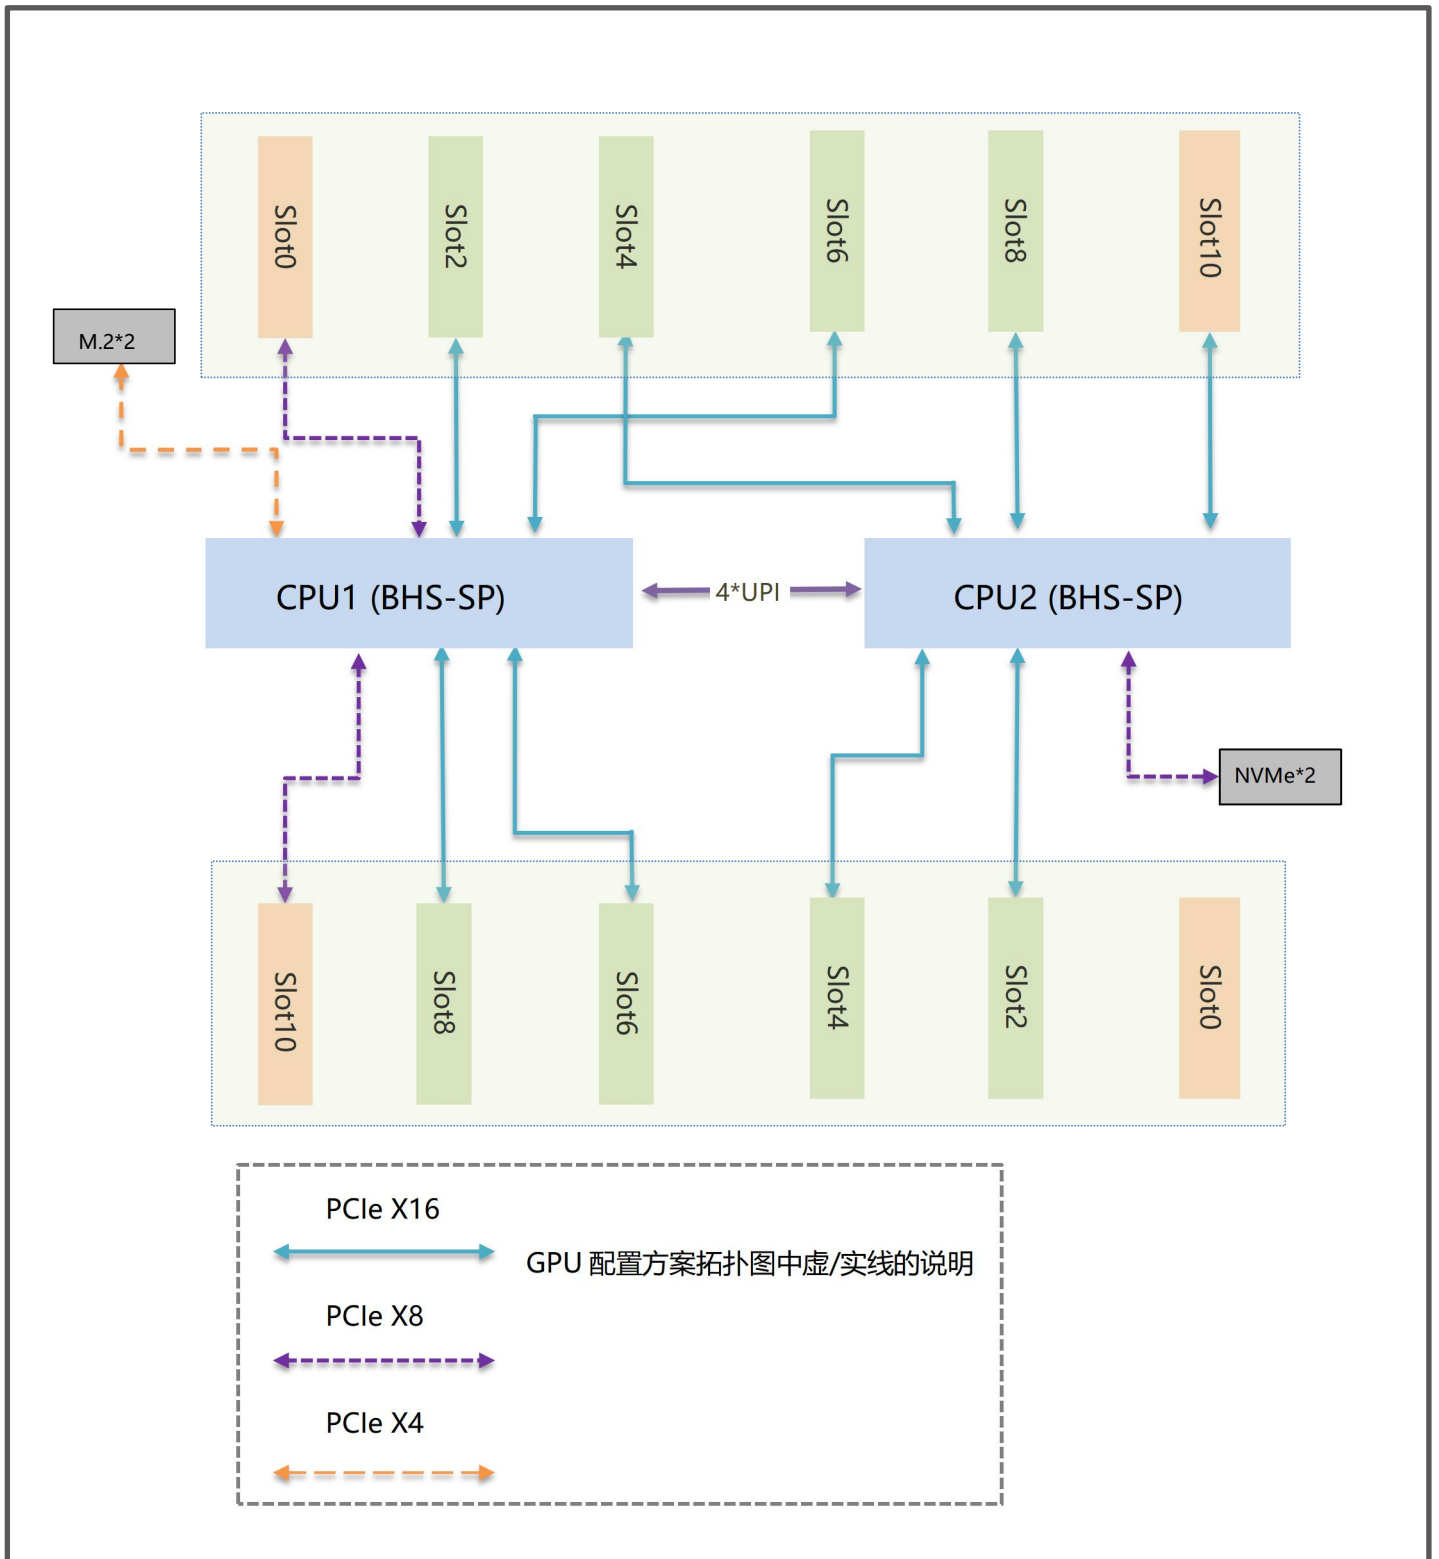 Slot0
Slot2
Slot4
Slot6
Slot8
Slot10
M.2*2
CPU1 (BHS-SP)
4*UPI
CPU2 (BHS-SP)
NVMe*2
Slot10
Slot8
Slot6
Slot4
Slot2
Slot0
PCIe X16
GPU 配置方案拓扑图中虚/实线的说明
PCIe X8
PCIe X4